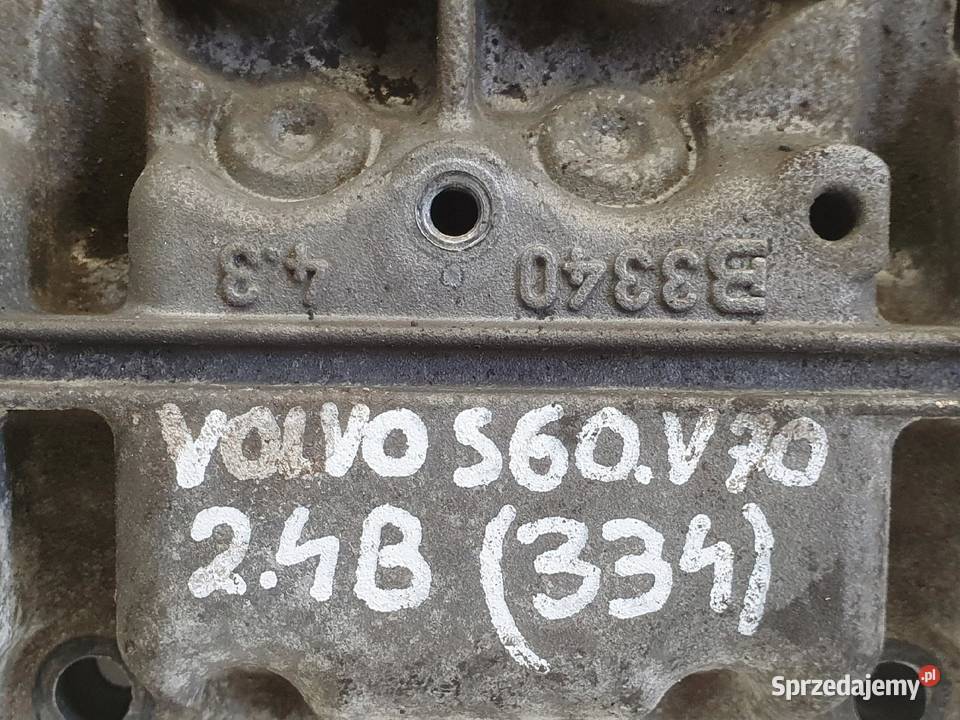 B3340 4.3
VOLVO S60.V70
2.4B (334)
Sprzedajemy.pl